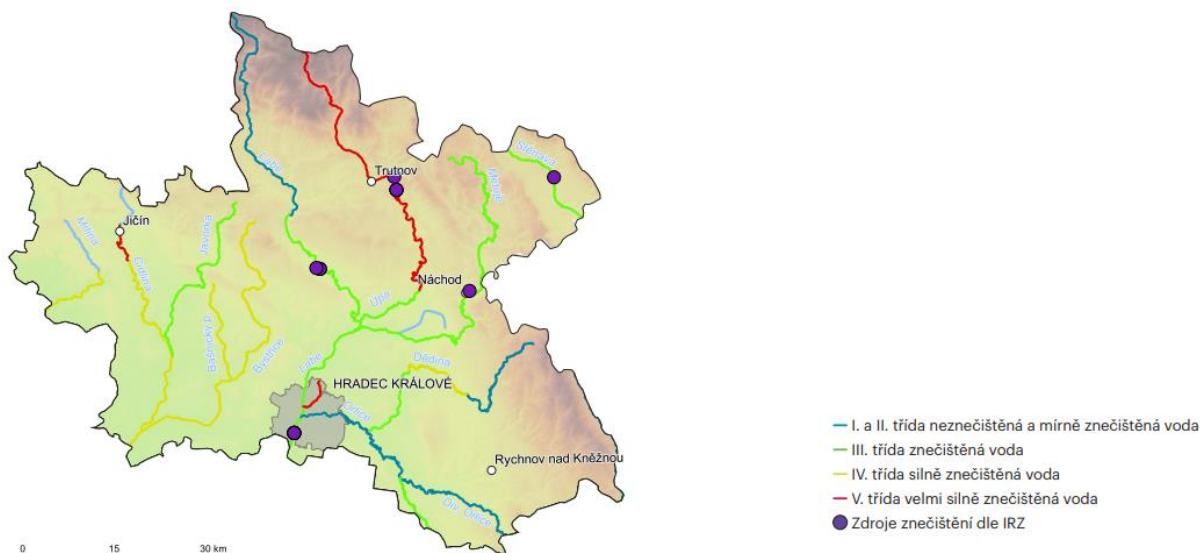 Stěnava
Labe
Trutnov
Metuje
Mrlina
Jičín
Javorka
Cidlina
Náchod
Úpa
Bašnický p.
Bystřice
Labe
Dědina
HRADEC KRÁLOVÉ
Orlice
Rychnov nad Kněžnou
Div. Orlice
0 15 30 km
I. a II. třída neznečištěná a mírně znečištěná voda
III. třída znečištěná voda
IV. třída silně znečištěná voda
V. třída velmi silně znečištěná voda
Zdroje znečištění dle IRZ